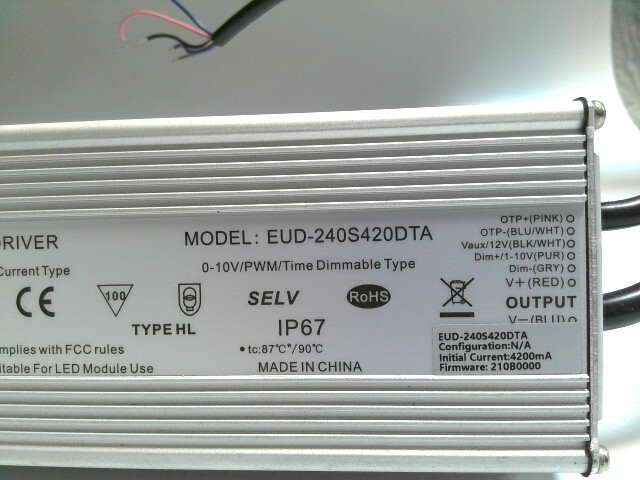 DRIVER
MODEL: EUD-240S420DTA
Current Type
0-10V/PWM/Time Dimmable Type
CE
100
SELV
RoHS
TYPE HL
IP67
mplies with FCC rules
•tc:87℃*/90℃
itable For LED Module Use
MADE IN CHINA
OTP+(PINK)
OTP-(BLU/WHT)
Vaux/12V(BLK/WHT)
Dim+/1-10V(PUR)
Dim-(GRY)
V+(RED)
OUTPUT
V-(BLU)
EUD-240S420DTA
Configuration:N/A
Initial Current:4200mA
Firmware: 210B0000